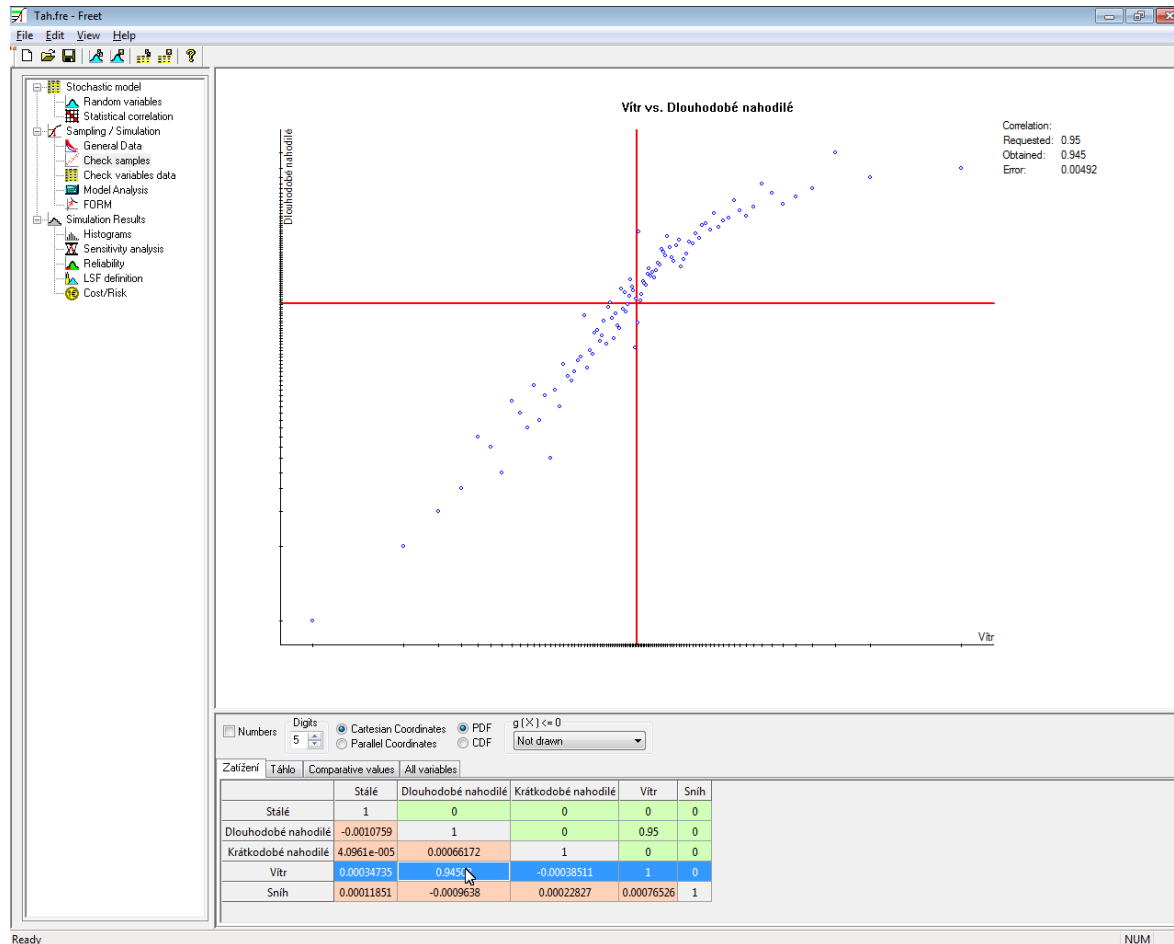 Tah.fre - Freet
File Edit View Help
Stochastic model
Random variables
Statistical correlation
Sampling / Simulation
General Data
Check samples
Check variables data
Model Analysis
FORM
Simulation Results
Histograms
Sensitivity analysis
Reliability
LSF definition
Cost/Risk
Vítr vs. Dlouhodobé nahodilé
Dlouhodobé nahodilé
Correlation:
Requested: 0.95
Obtained: 0.945
Error: 0.00492
Vítr
Numbers
Digits
5
Cartesian Coordinates
Parallel Coordinates
PDF
CDF
g (X) <= 0
Not drawn
Zatížení Táhlo Comparative values All variables
Stálé Dlouhodobé nahodilé Krátkodobé nahodilé Vítr Sníh
Stálé 1 0 0 0 0
Dlouhodobé nahodilé -0.0010759 1 0 0.95 0
Krátkodobé nahodilé 4.0961e-005 0.00066172 1 0 0
Vítr 0.00034735 -0.00038511 1 0
Sníh 0.00011851 -0.0009638 0.00022827 0.00076526 1
Ready NUM